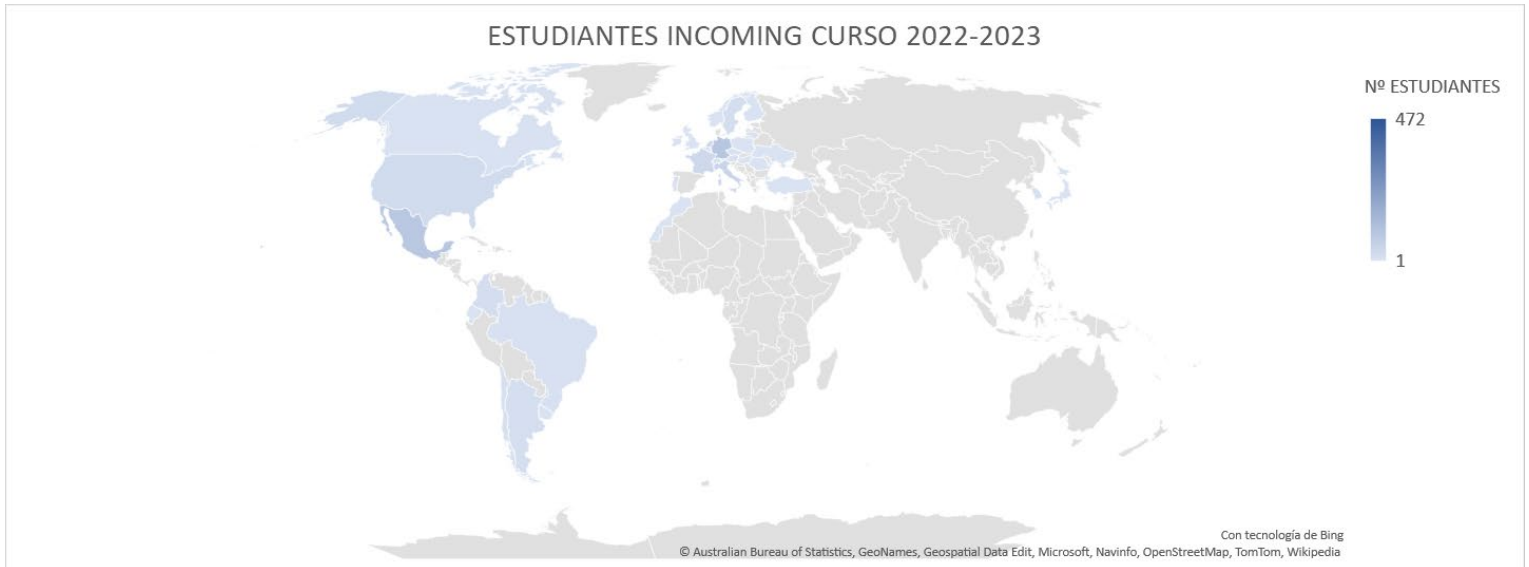 ESTUDIANTES INCOMING CURSO 2022-2023
Nº ESTUDIANTES
472
1
Con tecnología de Bing
© Australian Bureau of Statistics, GeoNames, Geospatial Data Edit, Microsoft, Navinfo, OpenStreetMap, TomTom, Wikipedia